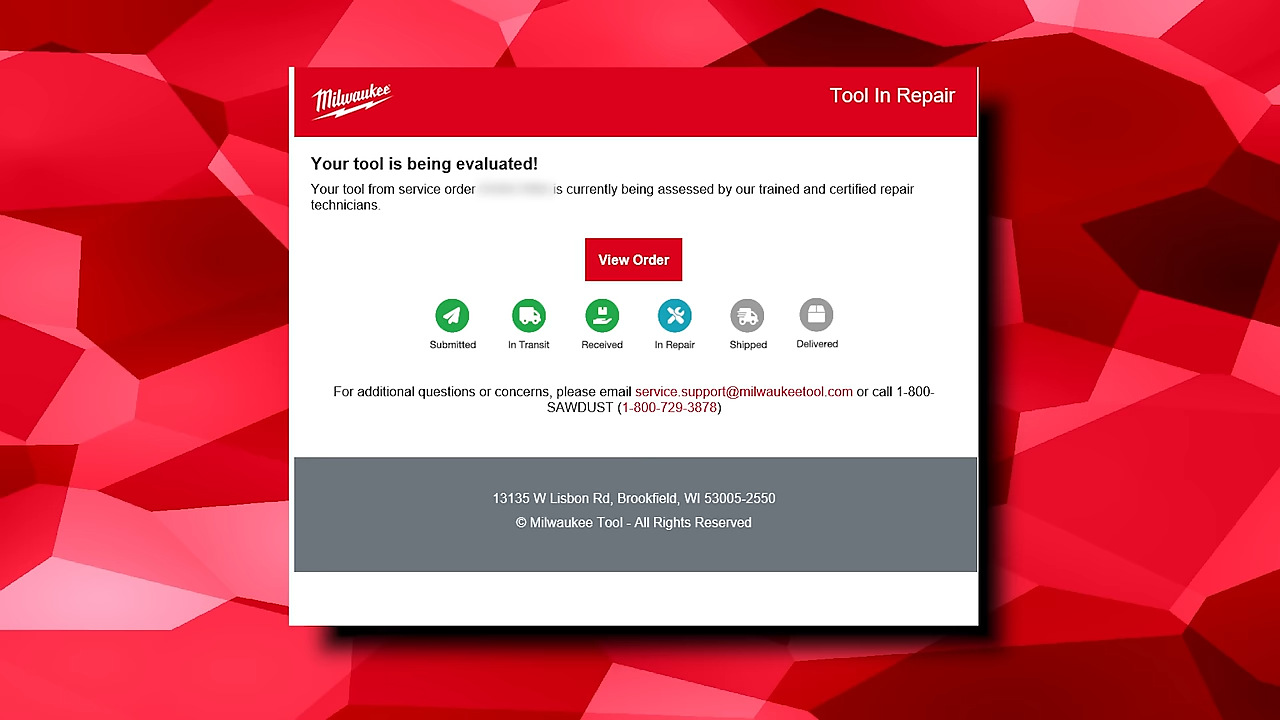 Milwaukee
Tool In Repair
Your tool is being evaluated!
Your tool from service order is currently being assessed by our trained and certified repair
technicians.
View Order
Submitted
In Transit
Received
In Repair
Shipped
Delivered
For additional questions or concerns, please email service.support@milwaukeetool.com or call 1-800-
SAWDUST (1-800-729-3878)
13135 W Lisbon Rd, Brookfield, WI 53005-2550
© Milwaukee Tool - All Rights Reserved